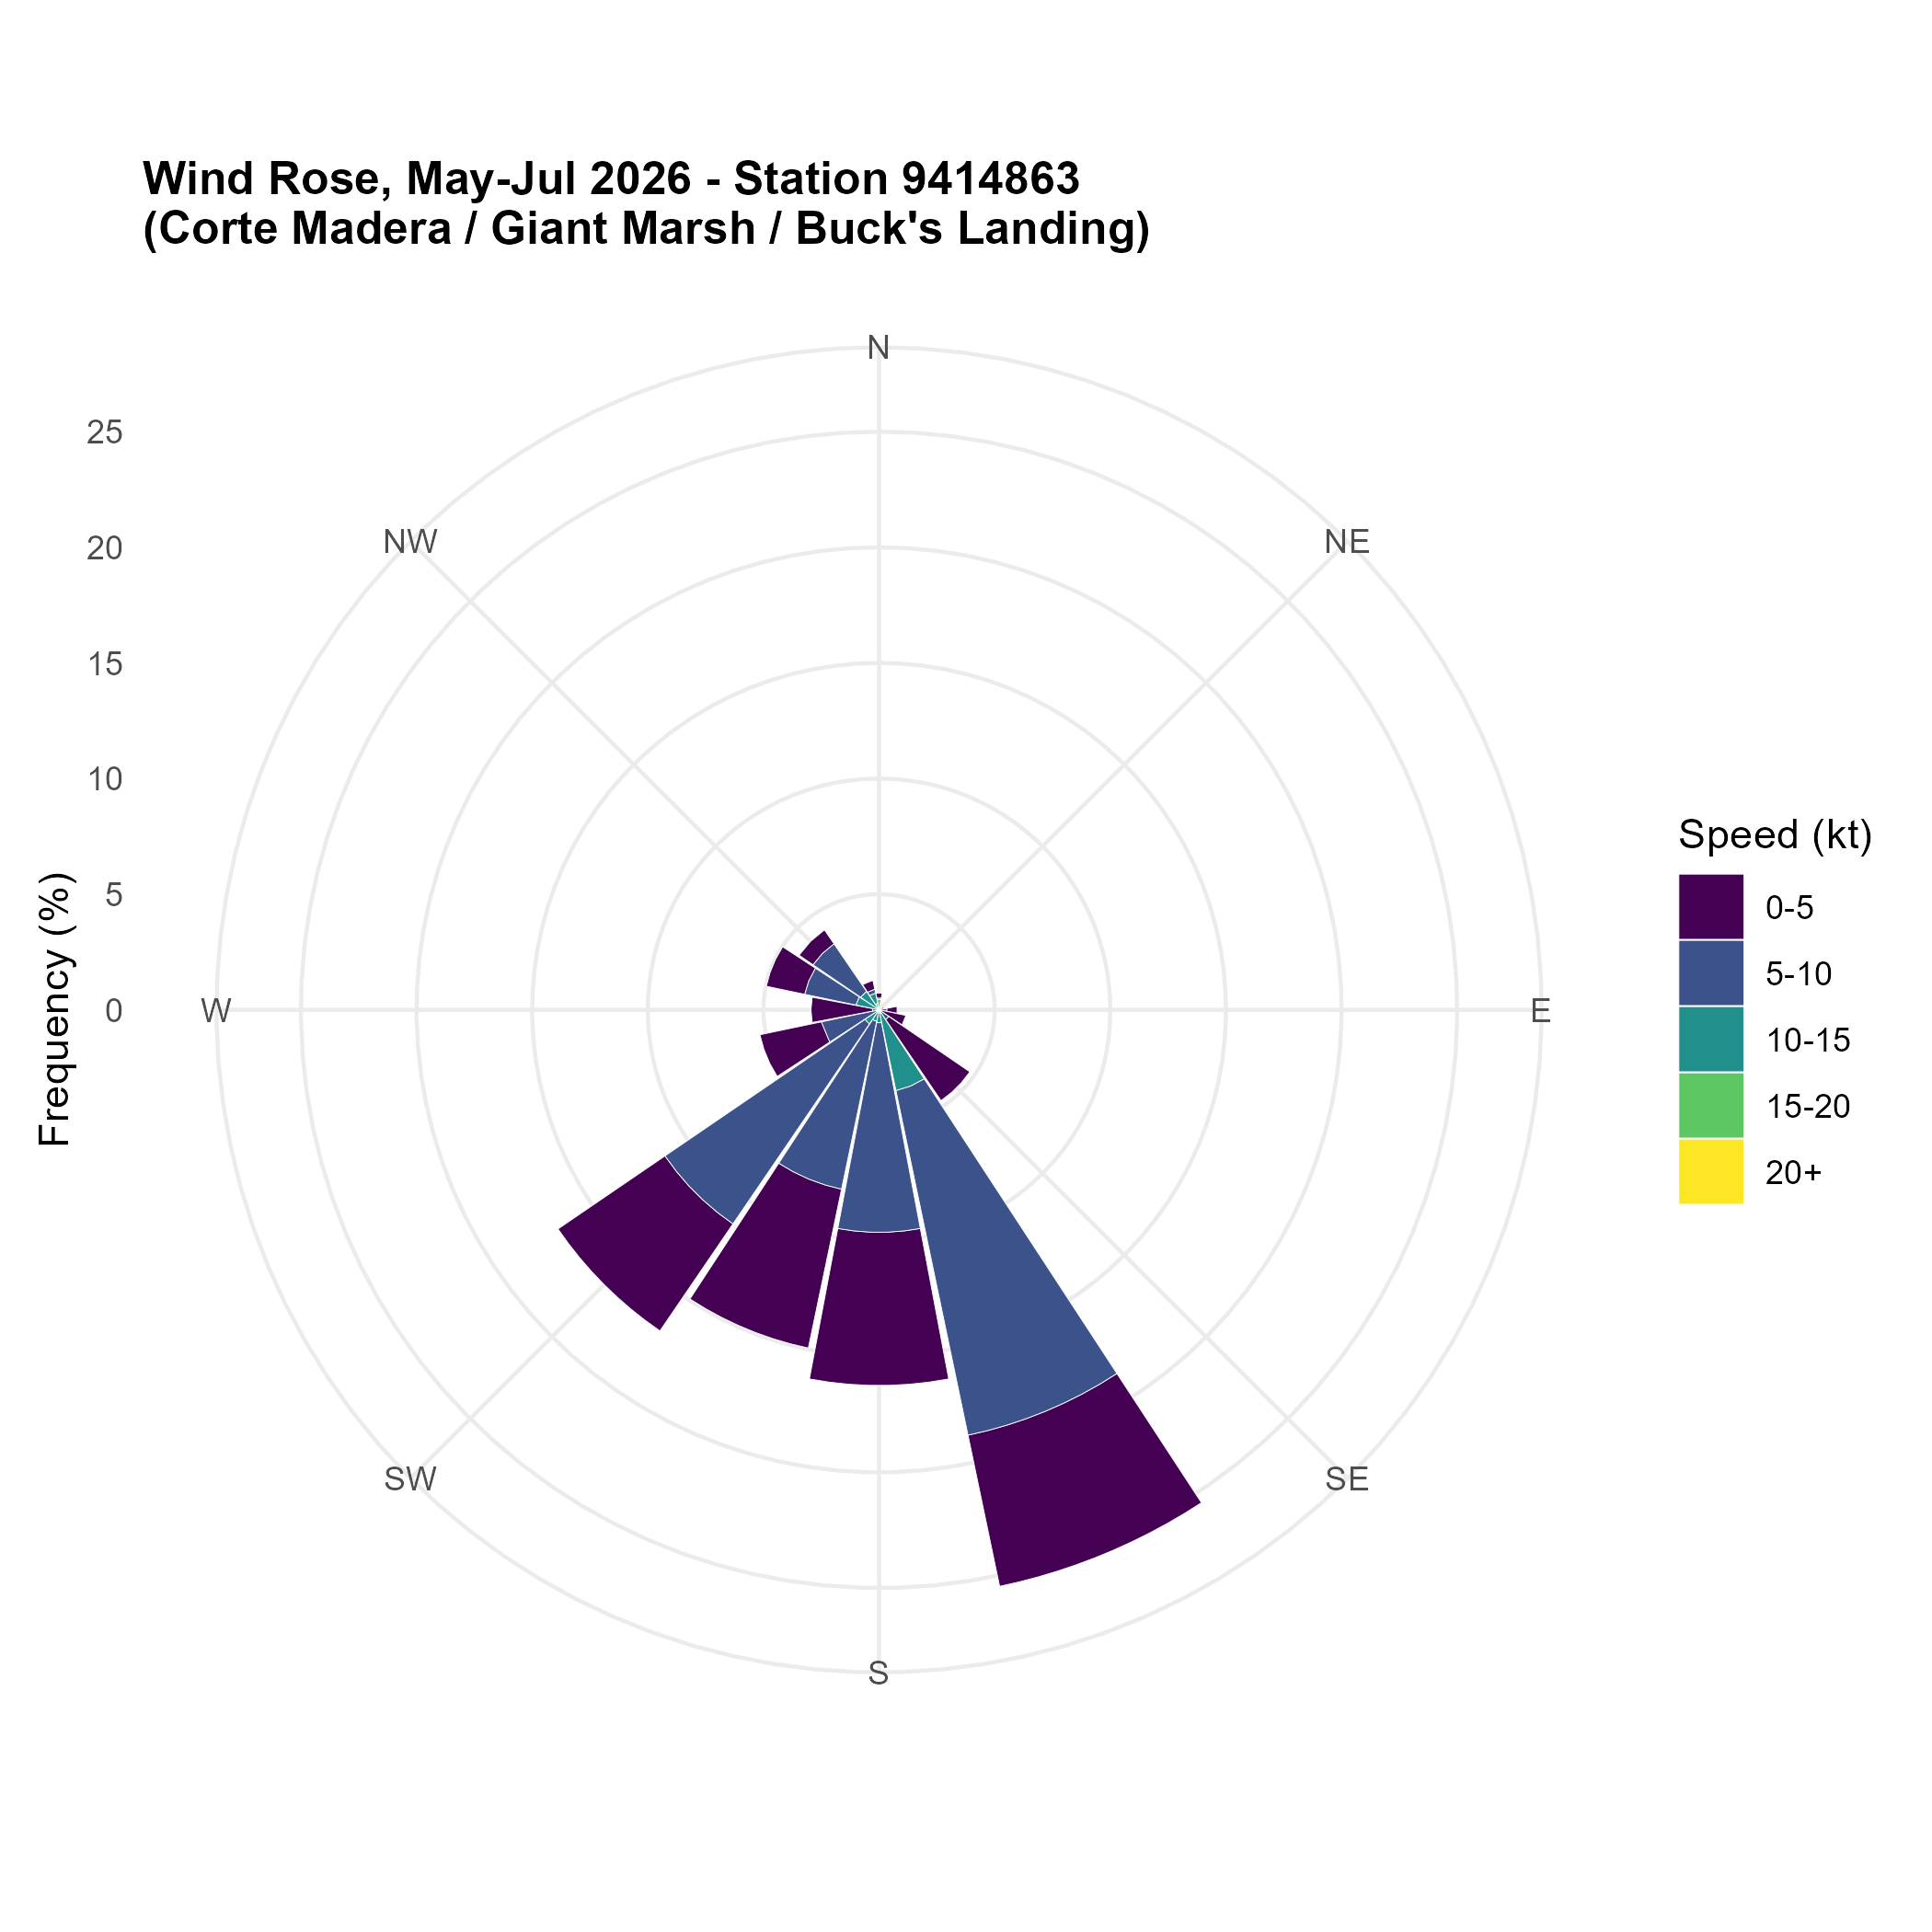 Wind Rose, May-Jul 2026 - Station 9414863
(Corte Madera / Giant Marsh / Buck's Landing)
N
NE
E
SE
S
SW
W
NW
25
20
15
10
5
0
Frequency (%)
Speed (kt)
0-5
5-10
10-15
15-20
20+